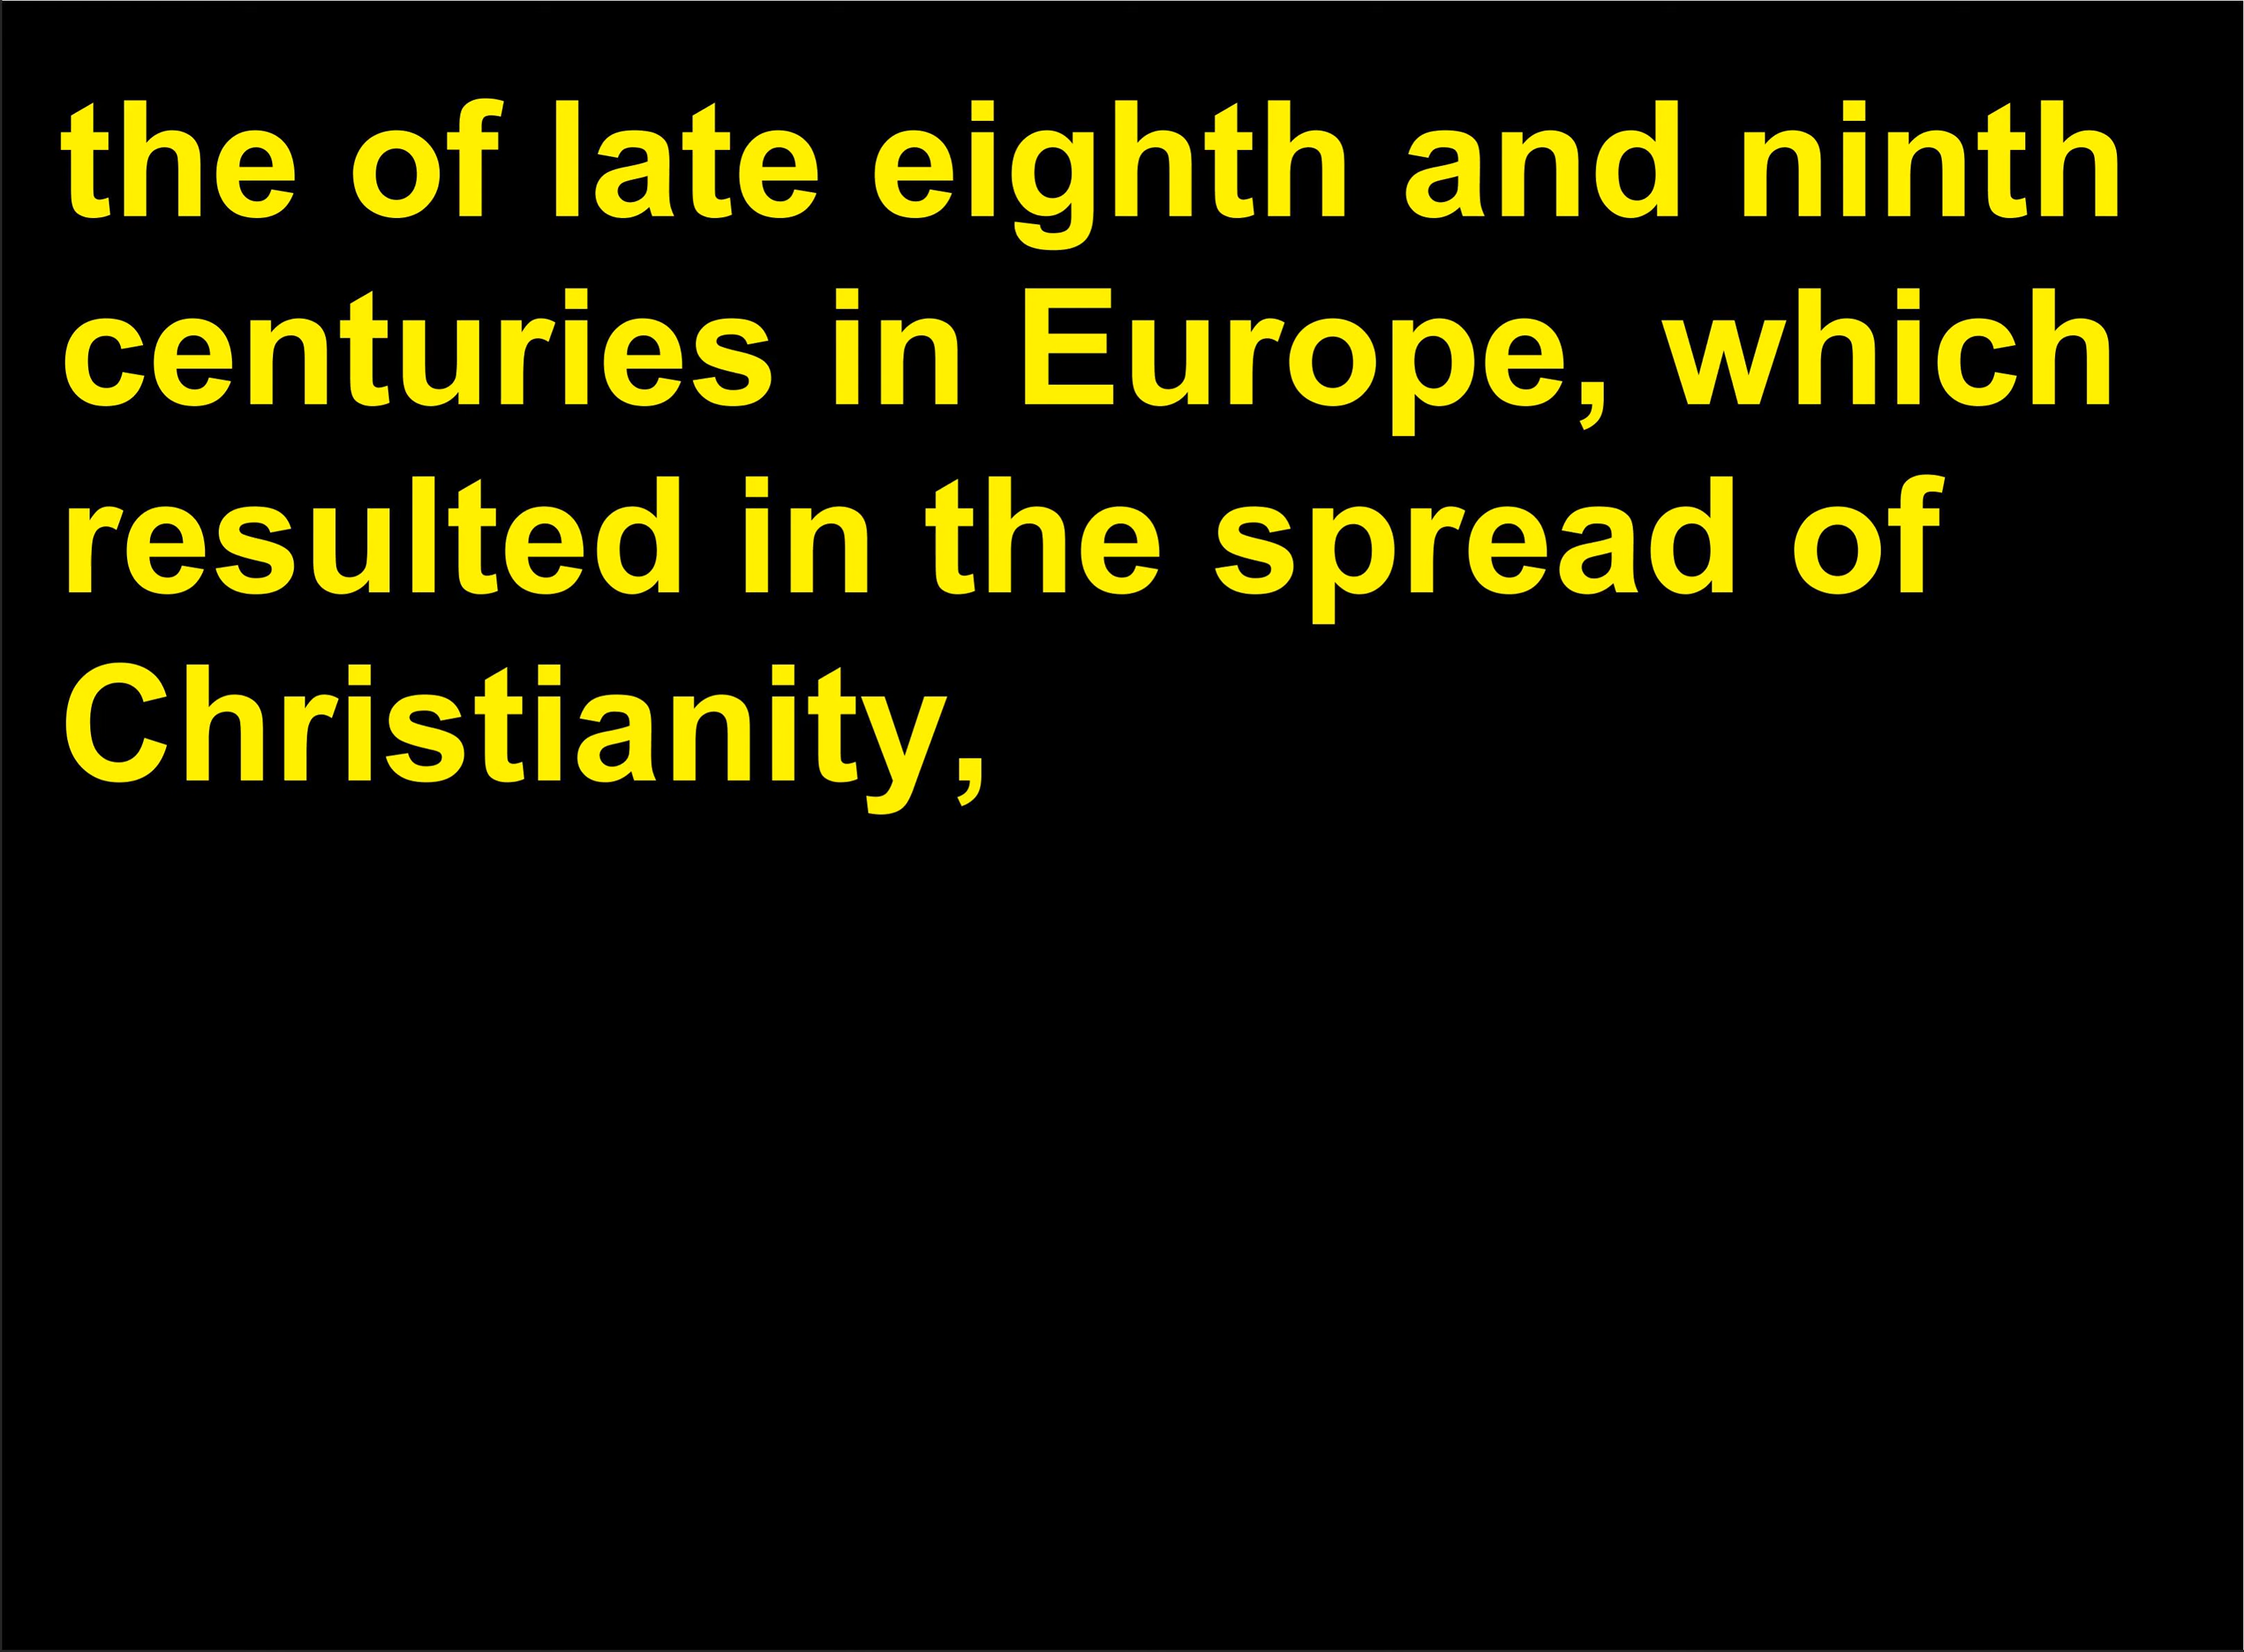 the of late eighth and ninth
centuries in Europe, which
resulted in the spread of
Christianity,